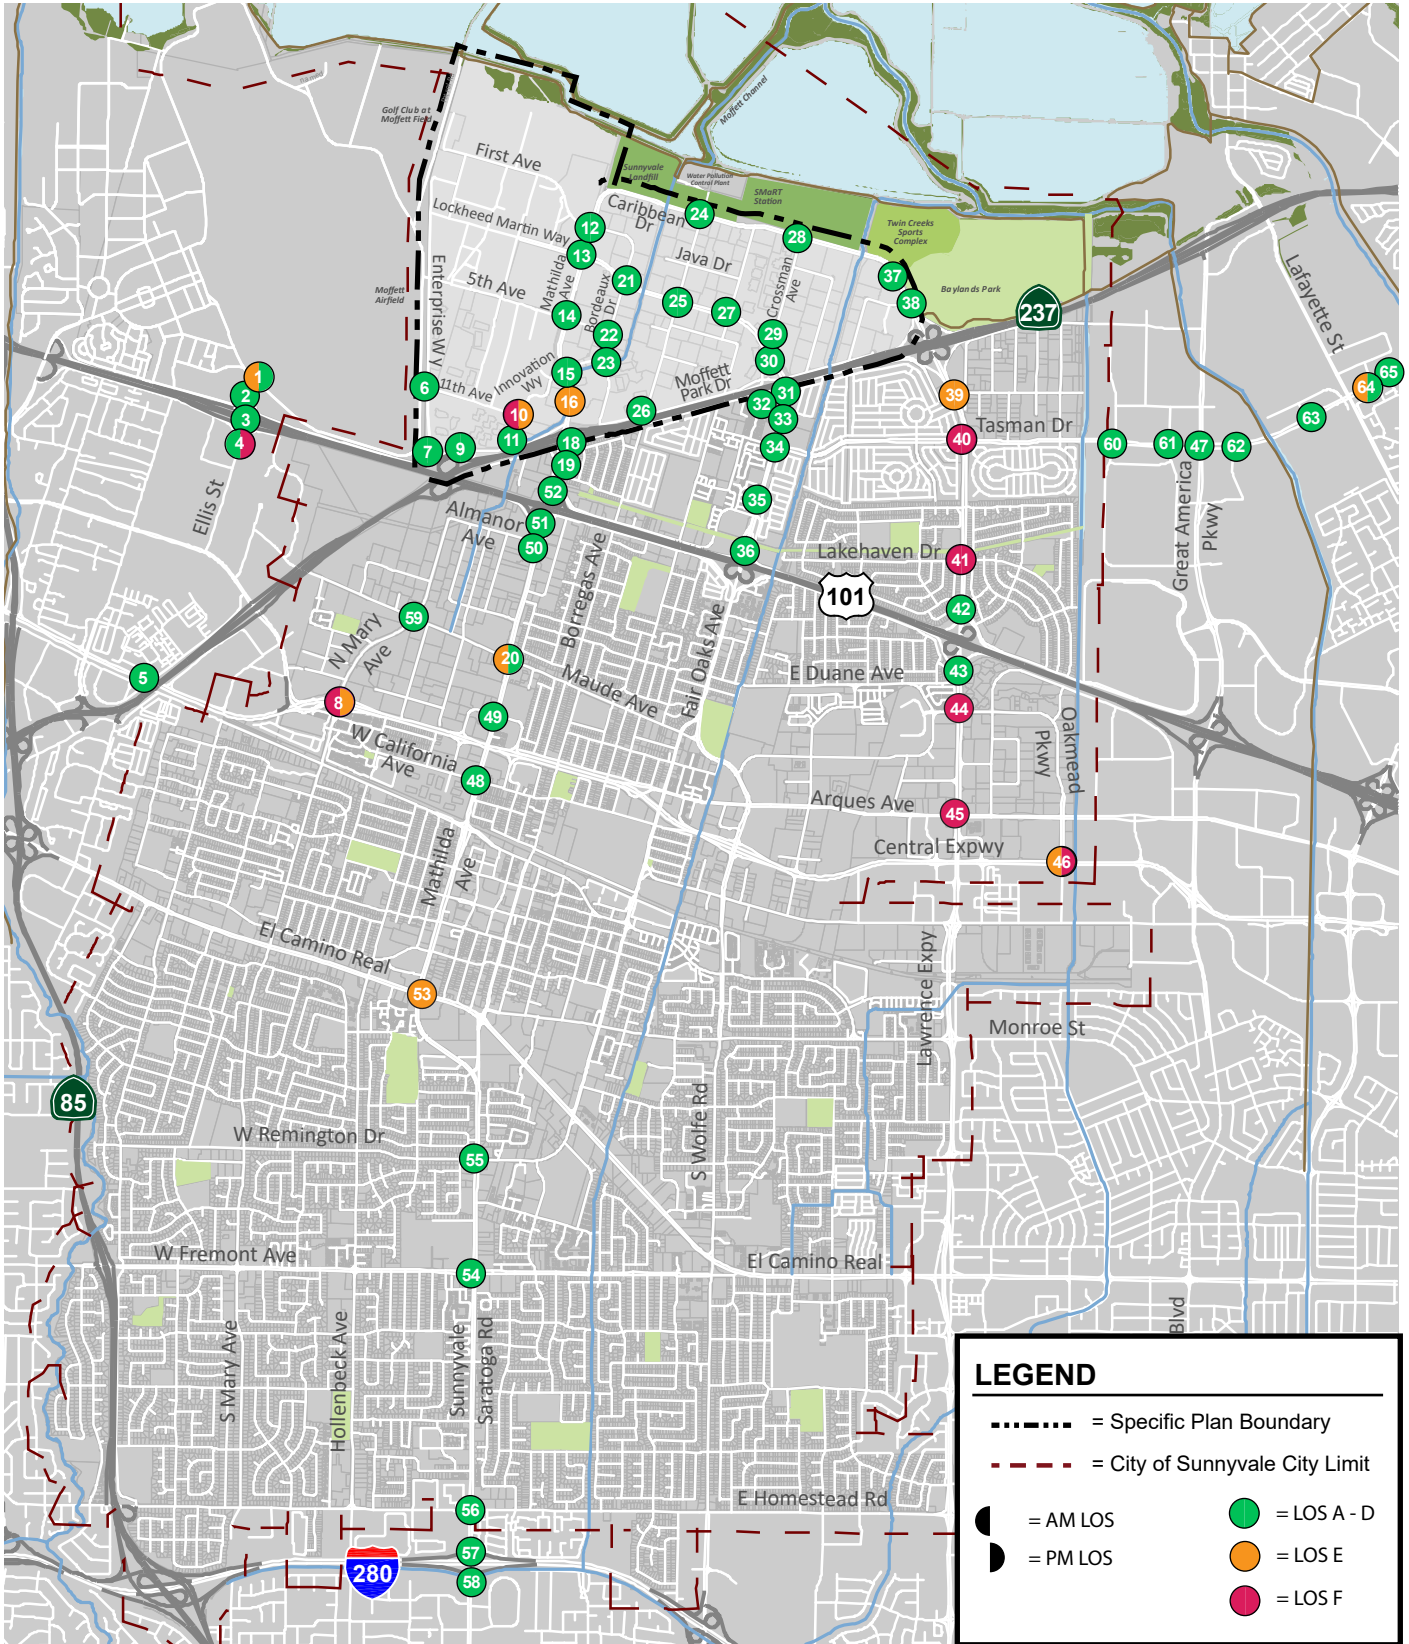 Golf Club at
Moffett Field
Moffett Channel
First Ave
Sunnyvale
Landfill
Water Pollution
Control Plant
SMaRT
Station
Lockheed Martin Way
Caribbean
Dr
24
12
28
Twin Creeks
Sports
Complex
13
Java Dr
Crossman
Ave
37
Lafayette St
Moffett
Airfield
Enterprise Wy
5th Ave
Mathilda
Ave
Bordeaux
Dr
21
25
27
38
Baylands Park
237
14
22
29
30
23
15
1
2
6
11th Ave
Innovation
Wy
Moffett
Park Dr
31
32
33
39
65
64
3
4
10
16
26
63
7
9
11
18
34
40
Tasman Dr
60
61
47
62
19
Ellis St
52
35
Almanor
Ave
51
50
36
Lakehaven Dr
41
Great America
Pkwy
101
42
59
Borregas Ave
N Mary
Ave
20
Maude Ave
Fair Oaks Ave
E Duane Ave
43
5
8
49
44
Oakmead
Pkwy
W California
Ave
48
Arques Ave
45
Central Expwy
46
Mathilda
Ave
El Camino Real
53
Lawrence Expy
Monroe St
85
S Wolfe Rd
W Remington Dr
55
W Fremont Ave
54
El Camino Real
S Mary Ave
Hollenbeck Ave
Sunnyvale
Saratoga Rd
Blvd
E Homestead Rd
56
57
58
280
LEGEND
= Specific Plan Boundary
= City of Sunnyvale City Limit
= AM LOS
= PM LOS
= LOS A - D
= LOS E
= LOS F